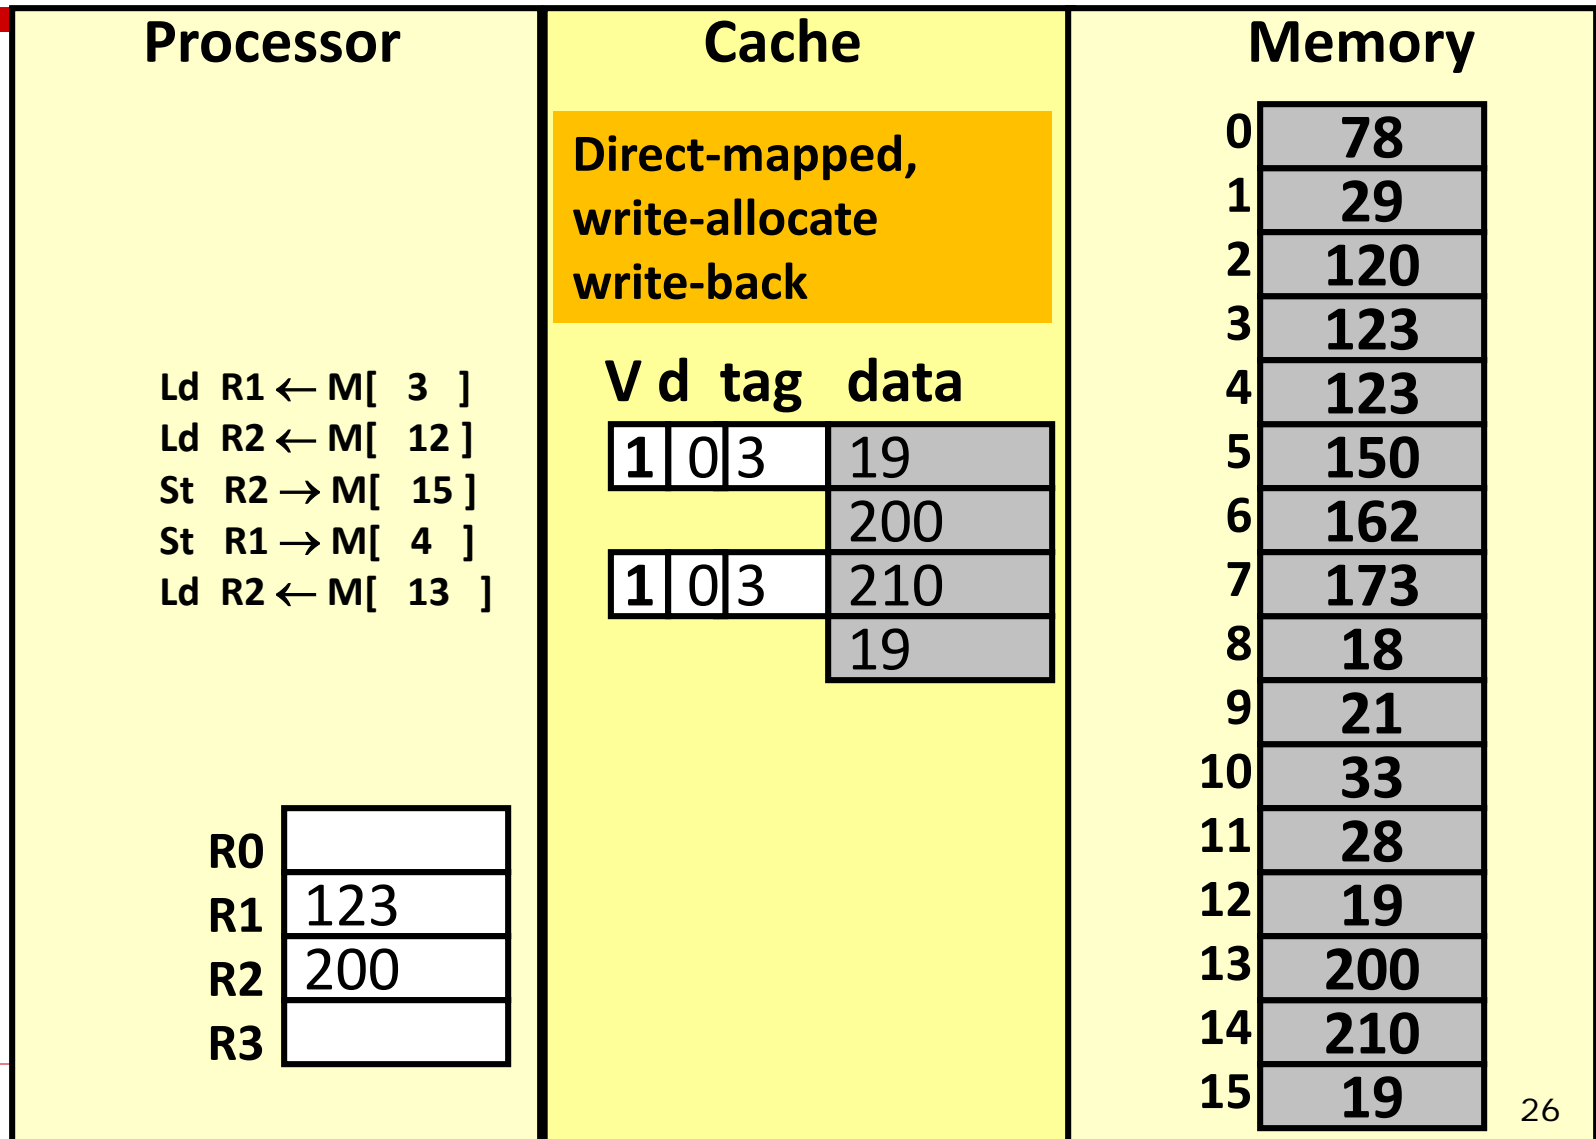 Processor
Ld R1 ← M[ 3 ]
Ld R2 ← M[ 12 ]
St R2 → M[ 15 ]
St R1 → M[ 4 ]
Ld R2 ← M[ 13 ]
R0
R1 123
R2 200
R3
Cache
Direct-mapped,
write-allocate
write-back
V d tag data
1 0 3 19
200
1 0 3 210
19
Memory
0 78
1 29
2 120
3 123
4 123
5 150
6 162
7 173
8 18
9 21
10 33
11 28
12 19
13 200
14 210
15 19
26